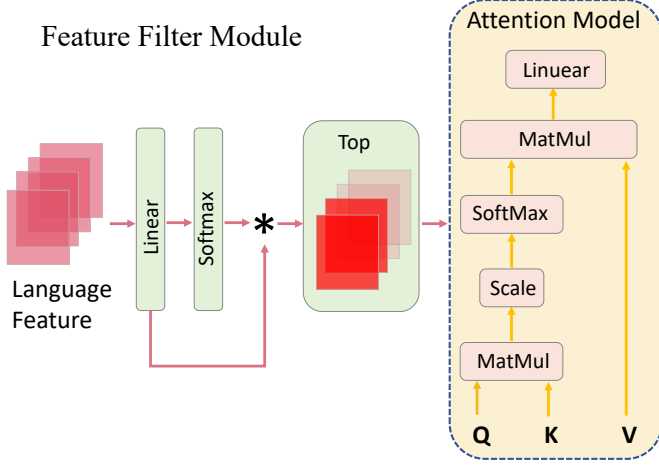 Feature Filter Module
Language
Feature
Linear
Softmax
*
Top
Attention Model
Linuear
MatMul
SoftMax
Scale
MatMul
Q K V